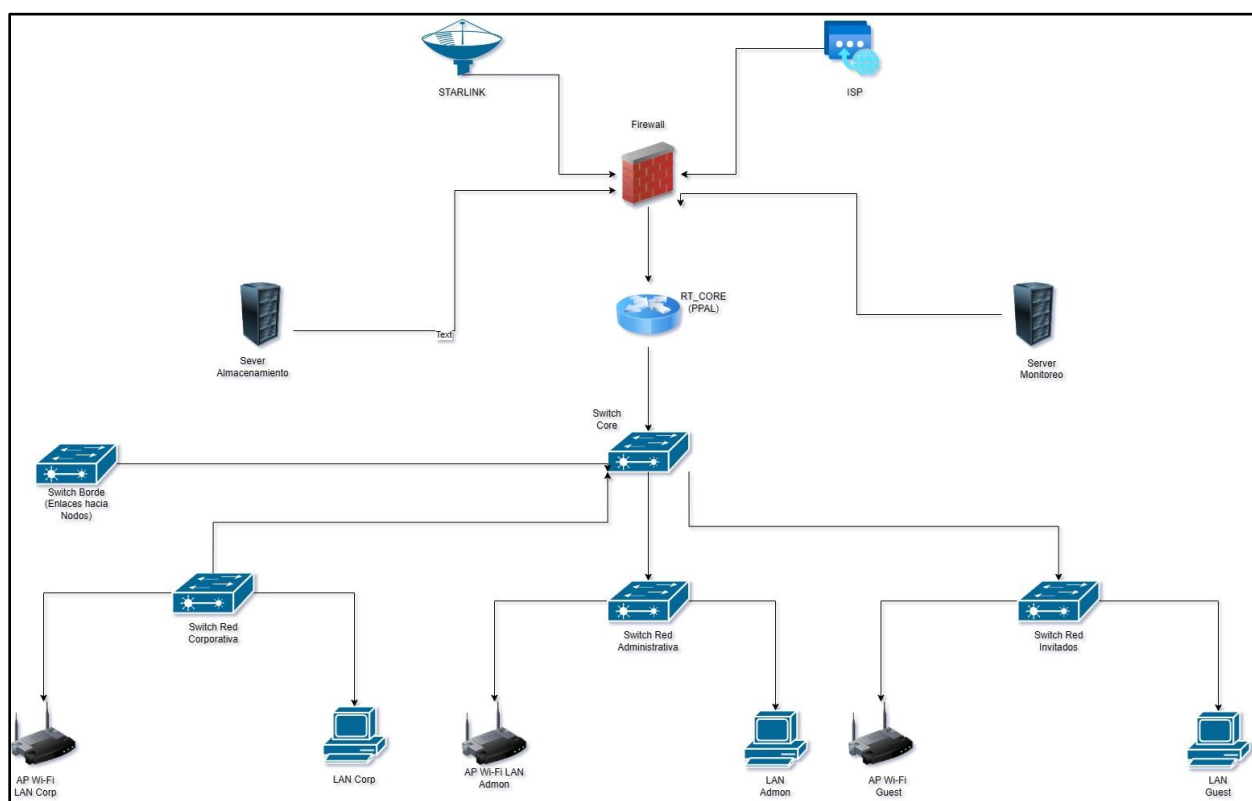 STARLINK
ISP
Firewall
RT_CORE
(PPAL)
Text
Sever
Almacenamiento
Server
Monitoreo
Switch
Core
Switch Borde
(Enlaces hacia
Nodos)
Switch Red
Corporativa
Switch Red
Administrativa
Switch Red
Invitados
AP Wi-Fi
LAN Corp
LAN Corp
AP Wi-Fi LAN
Admon
LAN
Admon
AP Wi-Fi
Guest
LAN
Guest